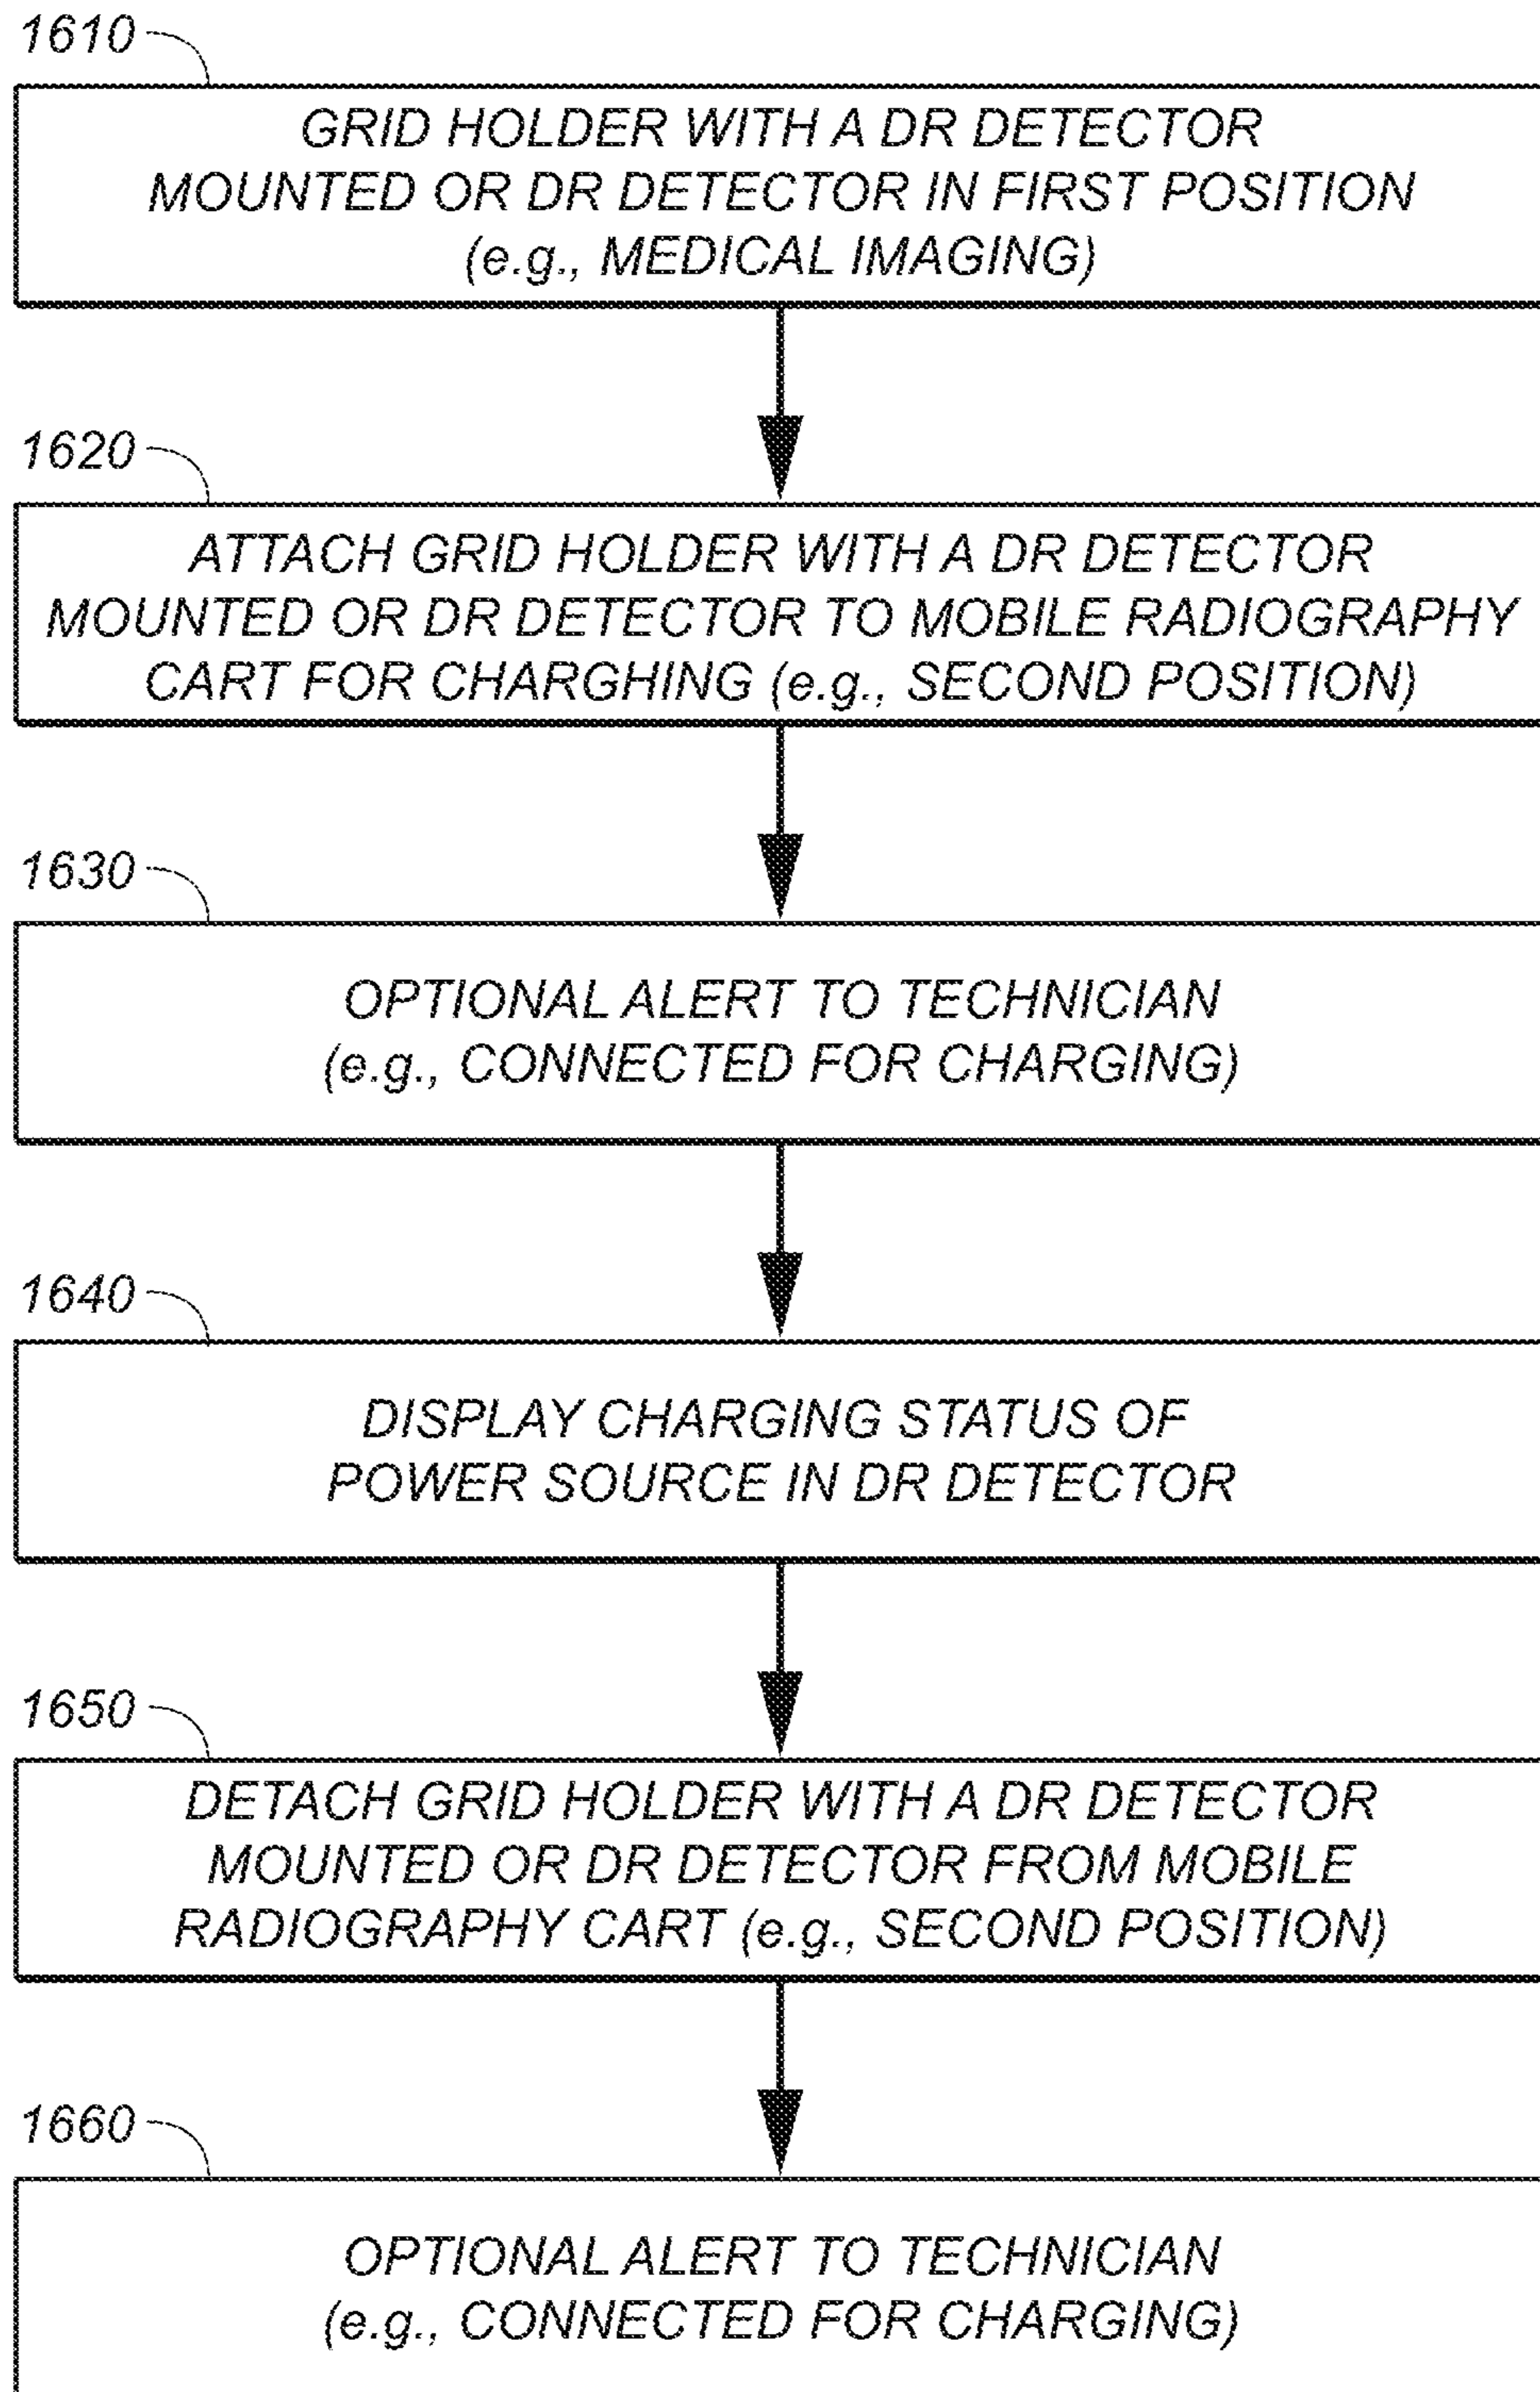 1610
GRID HOLDER WITH A DR DETECTOR
MOUNTED OR DR DETECTOR IN FIRST POSITION
(e.g., MEDICAL IMAGING)
1620
ATTACH GRID HOLDER WITH A DR DETECTOR
MOUNTED OR DR DETECTOR TO MOBILE RADIOGRAPHY
CART FOR CHARGHING (e.g., SECOND POSITION)
1630
OPTIONAL ALERT TO TECHNICIAN
(e.g., CONNECTED FOR CHARGING)
1640
DISPLAY CHARGING STATUS OF
POWER SOURCE IN DR DETECTOR
1650
DETACH GRID HOLDER WITH A DR DETECTOR
MOUNTED OR DR DETECTOR FROM MOBILE
RADIOGRAPHY CART (e.g., SECOND POSITION)
1660
OPTIONAL ALERT TO TECHNICIAN
(e.g., CONNECTED FOR CHARGING)